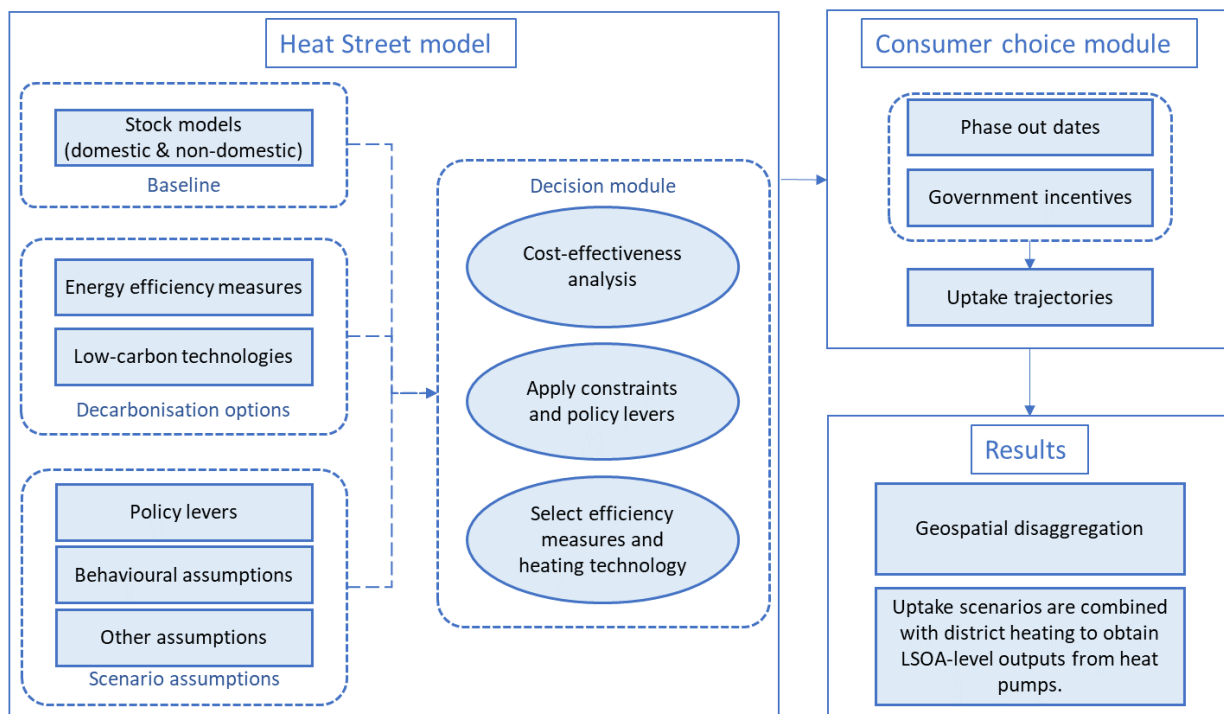 Heat Street model
Stock models
(domestic & non-domestic)
Baseline
Energy efficiency measures
Low-carbon technologies
Decarbonisation options
Policy levers
Behavioural assumptions
Other assumptions
Scenario assumptions
Decision module
Cost-effectiveness
analysis
Apply constraints
and policy levers
Select efficiency
measures and
heating technology
Consumer choice module
Phase out dates
Government incentives
Uptake trajectories
Results
Geospatial disaggregation
Uptake scenarios are combined
with district heating to obtain
LSOA-level outputs from heat
pumps.